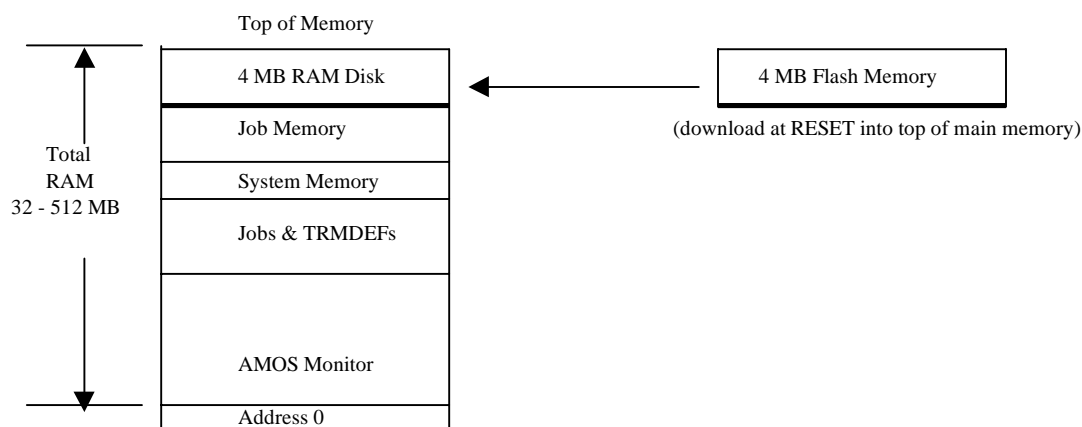 Top of Memory
4 MB RAM Disk
4 MB Flash Memory
Job Memory
(download at RESET into top of main memory)
Total
RAM
32 - 512 MB
System Memory
Jobs & TRMDEFs
AMOS Monitor
Address 0